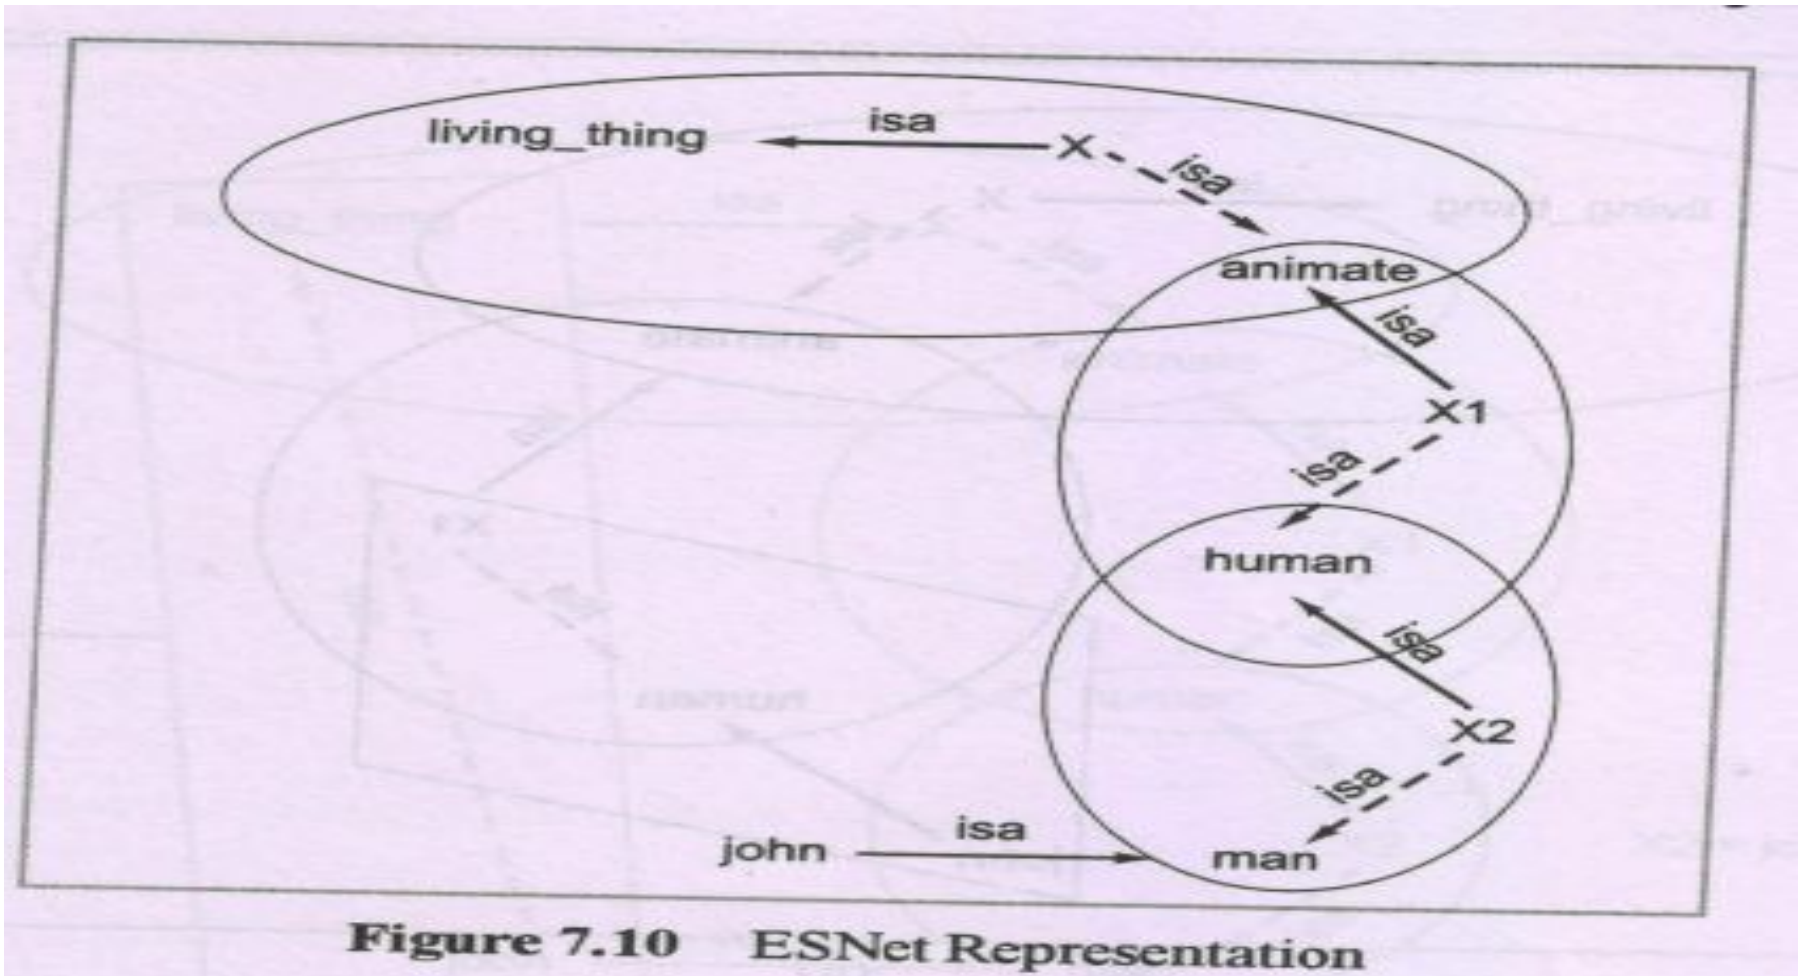 living_thing isa X
isa
animate
isa
X1
isa
human
isa
X2
isa
john isa man
Figure 7.10 ESNet Representation